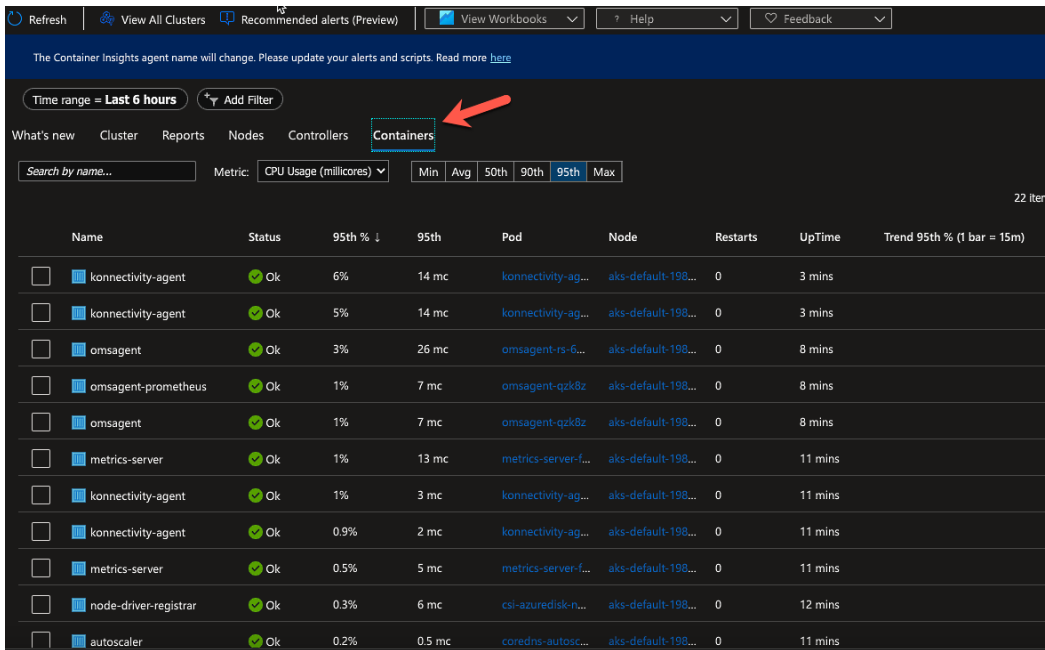 Refresh View All Clusters Recommended alerts (Preview) View Workbooks ? Help Feedback
The Container Insights agent name will change. Please update your alerts and scripts. Read more here
Time range = Last 6 hours Add Filter
What's new Cluster Reports Nodes Controllers Containers
Search by name... Metric: CPU Usage (millicores) Min Avg 50th 90th 95th Max
22 iter
Name Status 95th % ↓ 95th Pod Node Restarts UpTime Trend 95th % (1 bar = 15m)
konnectivity-agent Ok 6% 14 mc konnectivity-ag... aks-default-198... 0 3 mins
konnectivity-agent Ok 5% 14 mc konnectivity-ag... aks-default-198... 0 3 mins
omsagent Ok 3% 26 mc omsagent-rs-6... aks-default-198... 0 8 mins
omsagent-prometheus Ok 1% 7 mc omsagent-qzk8z aks-default-198... 0 8 mins
omsagent Ok 1% 7 mc omsagent-qzk8z aks-default-198... 0 8 mins
metrics-server Ok 1% 13 mc metrics-server-f... aks-default-198... 0 11 mins
konnectivity-agent Ok 1% 3 mc konnectivity-ag... aks-default-198... 0 11 mins
konnectivity-agent Ok 0.9% 2 mc konnectivity-ag... aks-default-198... 0 11 mins
metrics-server Ok 0.5% 5 mc metrics-server-f... aks-default-198... 0 11 mins
node-driver-registrar Ok 0.3% 6 mc csi-azuredisk-n... aks-default-198... 0 12 mins
autoscaler Ok 0.2% 0.5 mc coredns-autosc... aks-default-198... 0 11 mins